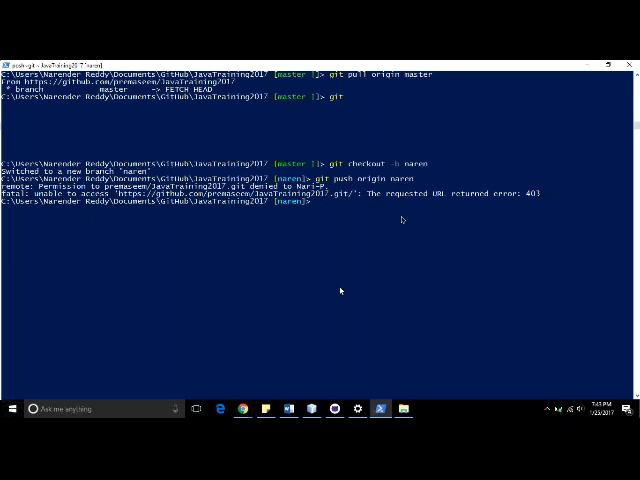 posh~git ~ JavaTraining2017 [naren]
C:\Users\Narender Reddy\Documents\GitHub\JavaTraining2017 [master ]> git pull origin master
From https://github.com/premaseem/JavaTraining2017
* branch master -> FETCH_HEAD
C:\Users\Narender Reddy\Documents\GitHub\JavaTraining2017 [master ]> git
C:\Users\Narender Reddy\Documents\GitHub\JavaTraining2017 [master ]> git checkout -b naren
Switched to a new branch 'naren'
C:\Users\Narender Reddy\Documents\GitHub\JavaTraining2017 [naren]> git push origin naren
remote: Permission to premaseem/JavaTraining2017.git denied to Nari-P.
fatal: unable to access 'https://github.com/premaseem/JavaTraining2017.git/': The requested URL returned error: 403
C:\Users\Narender Reddy\Documents\GitHub\JavaTraining2017 [naren]>
Ask me anything
7:43 PM
1/25/2017